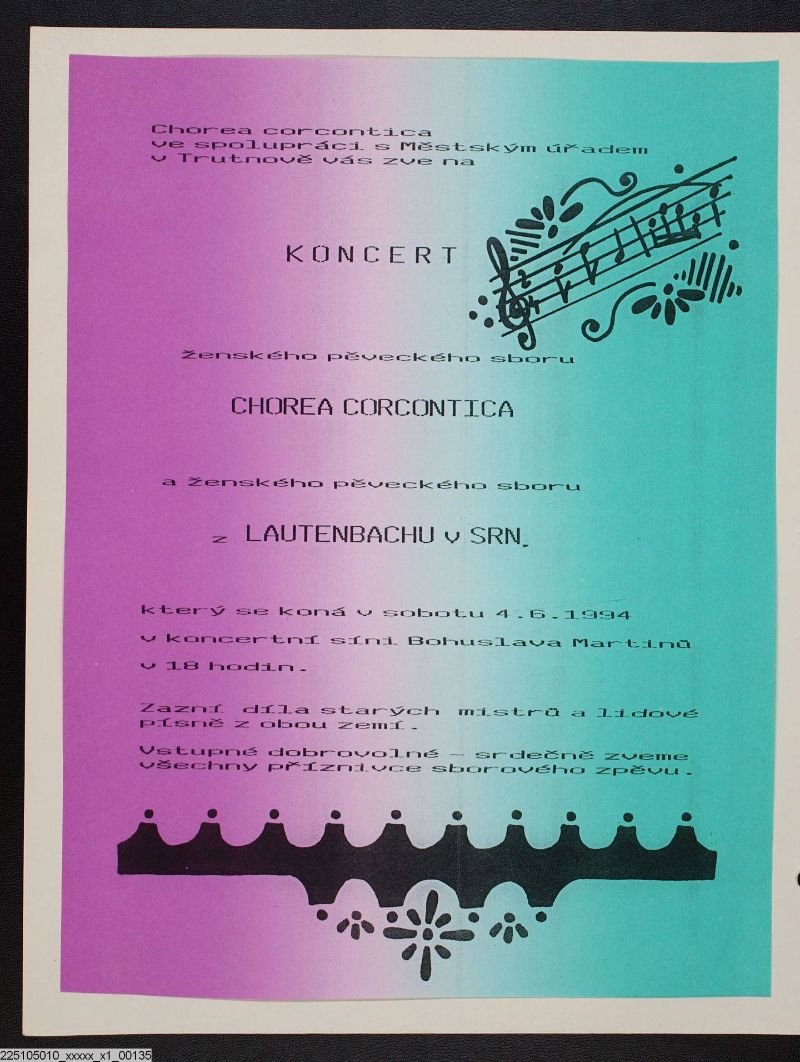 Chorea corcontica
ve spolupráci s Městským úřadem
v Trutnově vás zve na
KONCERT
2
4
ženského pěveckého sboru
CHOREA CORCONTICA
a ženského pěveckého sboru
z LAUTENBACHU v SRN.
který se koná v sobotu 4.6.1994
v koncertní síni Bohuslava Martinů
v 18 hodin.
Zazní díla starých mistrů a lidové
písně z obou zemí.
Vstupné dobrovolné - srdečně zveme
všechny příznivce sborového zpěvu.
225105010_xxxxx_x1_00135